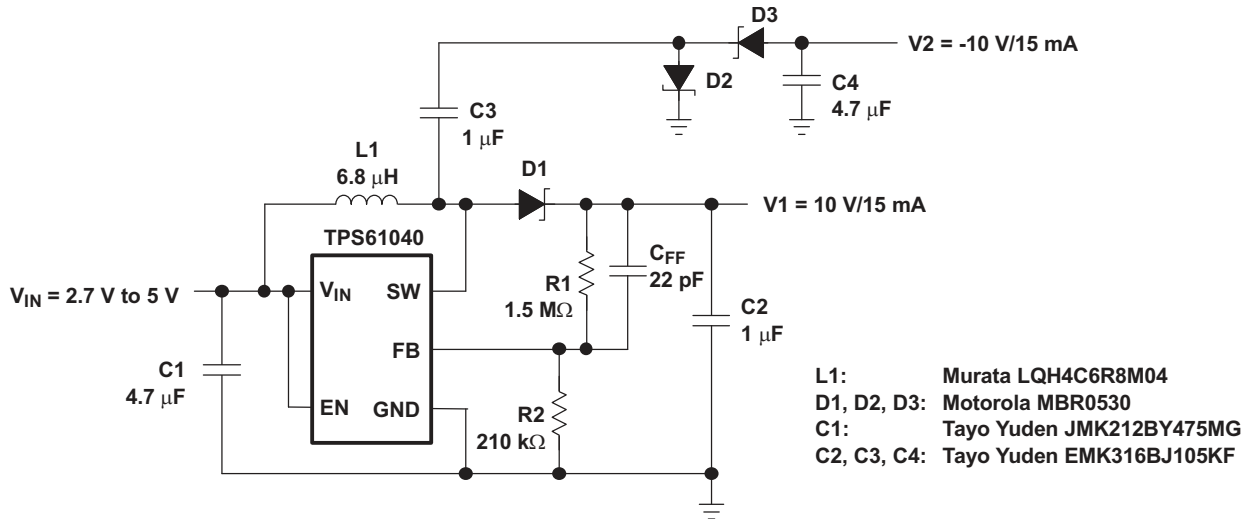 D3
V2 = -10 V/15 mA
D2
C4
4.7 μF
C3
1 μF
L1
6.8 μH
D1
V1 = 10 V/15 mA
TPS61040
VIN = 2.7 V to 5 V
VIN
SW
R1
1.5 MΩ
CFF
22 pF
C2
1 μF
FB
C1
4.7 μF
EN
GND
R2
210 kΩ
L1: Murata LQH4C6R8M04
D1, D2, D3: Motorola MBR0530
C1: Tayo Yuden JMK212BY475MG
C2, C3, C4: Tayo Yuden EMK316BJ105KF